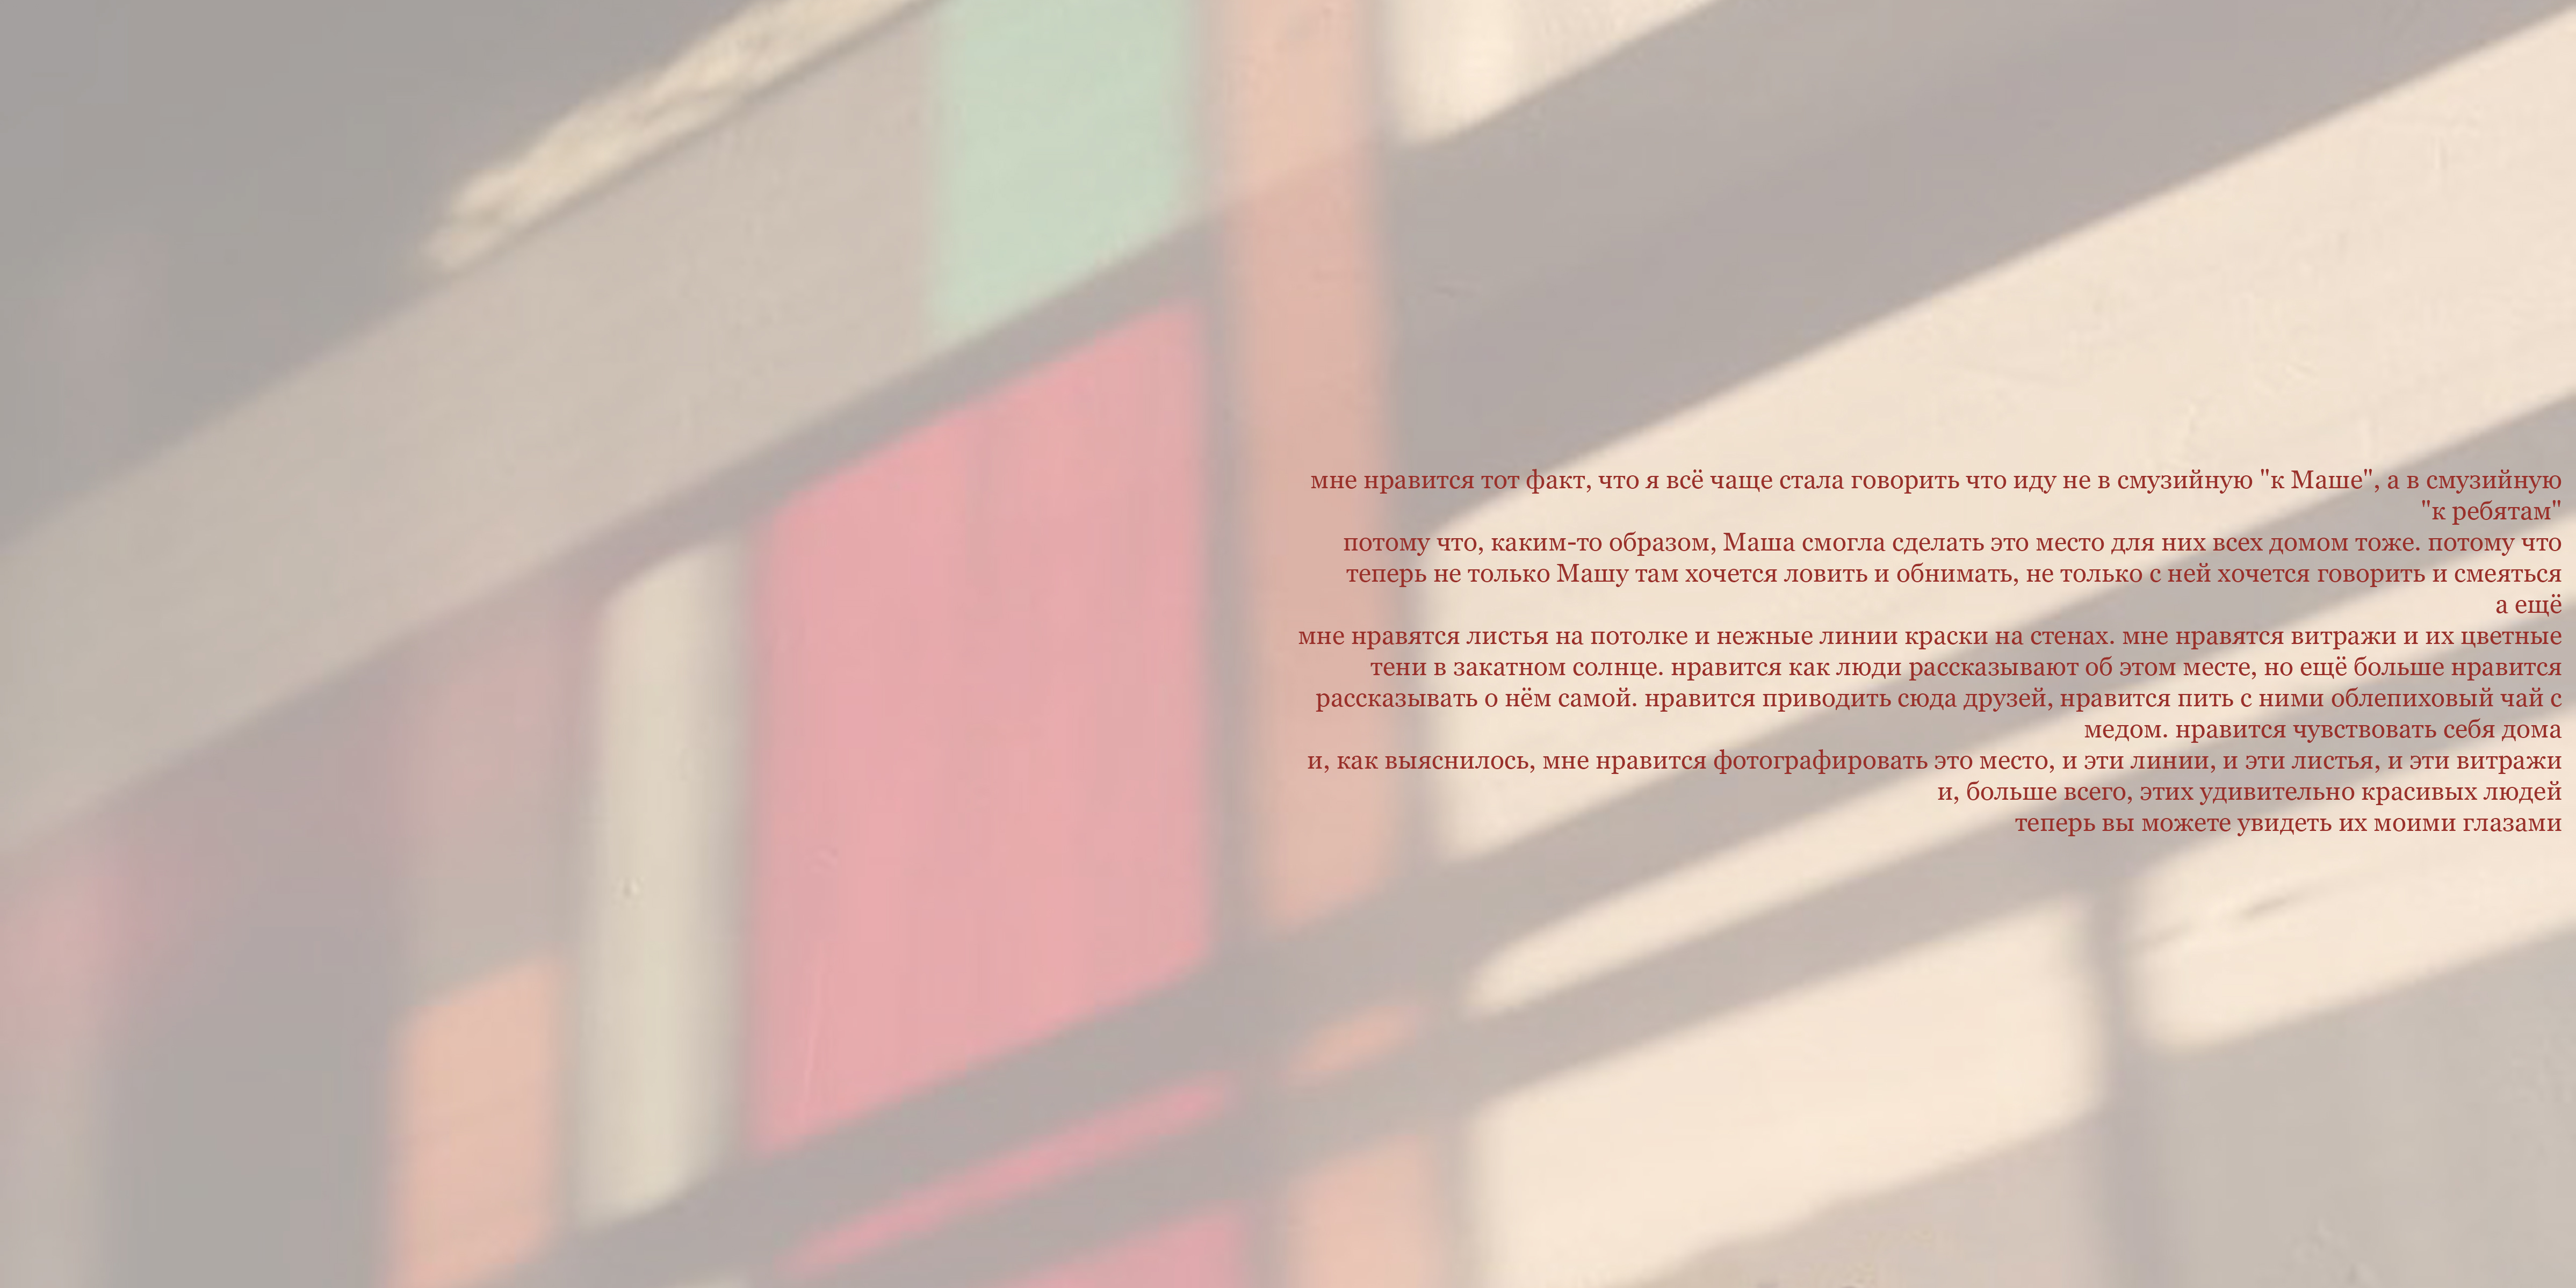 мне нравится тот факт, что я всё чаще стала говорить что иду не в смузийную "к Маше", а в смузийную
"к ребятам"
потому что, каким-то образом, Маша смогла сделать это место для них всех домом тоже. потому что
теперь не только Машу там хочется ловить и обнимать, не только с ней хочется говорить и смеяться
а ещё
мне нравятся листья на потолке и нежные линии краски на стенах. мне нравятся витражи и их цветные
тени в закатном солнце. нравится как люди рассказывают об этом месте, но ещё больше нравится
рассказывать о нём самой. нравится приводить сюда друзей, нравится пить с ними облепиховый чай с
медом. нравится чувствовать себя дома
и, как выяснилось, мне нравится фотографировать это место, и эти линии, и эти листья, и эти витражи
и, больше всего, этих удивительно красивых людей
теперь вы можете увидеть их моими глазами